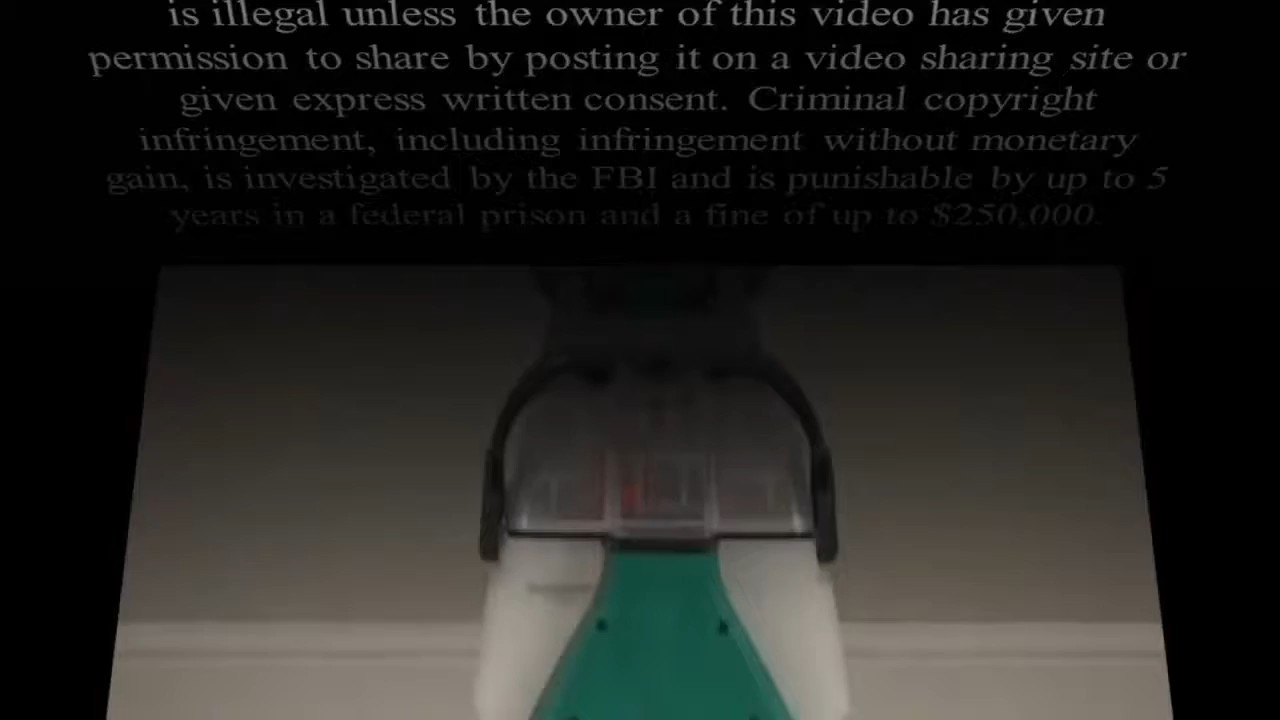 is illegal unless the owner of this video has given
permission to share by posting it on a video sharing site or
given express written consent. Criminal copyright
infringement, including infringement without monetary
gain, is investigated by the FBI and is punishable by up to 5
years in a federal prison and a fine of up to $250,000.